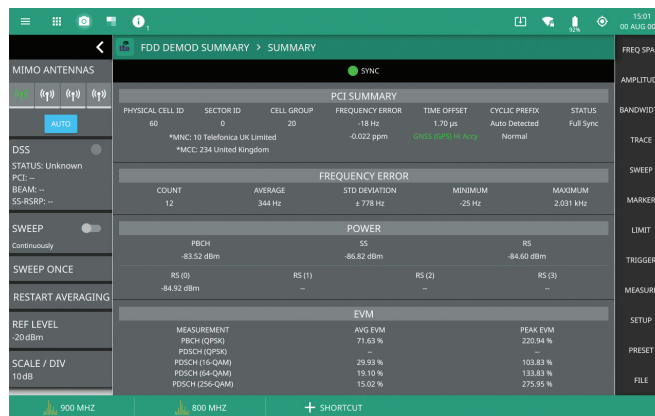 1
92%
15:01
00 AUG 00
FDD DEMOD SUMMARY > SUMMARY
FREQ SPA
SYNC
MIMO ANTENNAS
AUTO
AMPLITUD
BANDWIDT
TRACE
SWEEP
MARKER
LIMIT
TRIGGER
MEASURE
SETUP
PRESET
FILE
DSS
STATUS: Unknown
PCI: --
BEAM: --
SS-RSRP: --
SWEEP
Continuously
SWEEP ONCE
RESTART AVERAGING
REF LEVEL
-20 dBm
SCALE / DIV
10 dB
PCI SUMMARY
PHYSICAL CELL ID SECTOR ID CELL GROUP FREQUENCY ERROR TIME OFFSET CYCLIC PREFIX STATUS
60 0 20 -18 Hz 1.70 µs Auto Detected Full Sync
*MNC: 10 Telefonica UK Limited -0.022 ppm GNSS (GPS) Hi Accy Normal
*MCC: 234 United Kingdom
FREQUENCY ERROR
COUNT AVERAGE STD DEVIATION MINIMUM MAXIMUM
12 344 Hz ± 778 Hz -25 Hz 2.031 kHz
POWER
PBCH SS RS
-83.52 dBm -86.82 dBm -84.60 dBm
RS (0) RS (1) RS (2) RS (3)
-84.92 dBm -- -- --
EVM
MEASUREMENT AVG EVM PEAK EVM
PBCH (QPSK) 71.63 % 220.94 %
PDSCH (QPSK) -- --
PDSCH (16-QAM) 29.93 % 103.83 %
PDSCH (64-QAM) 19.10 % 133.83 %
PDSCH (256-QAM) 15.02 % 275.95 %
900 MHZ 800 MHZ + SHORTCUT